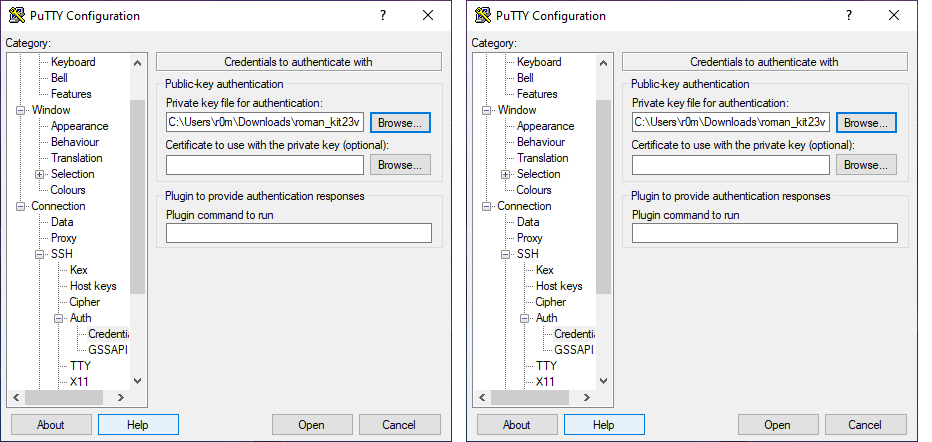 PuTTY Configuration ?
Category:
Keyboard
Bell
Features
Window
Appearance
Behaviour
Translation
Selection
Colours
Connection
Data
Proxy
SSH
Kex
Host keys
Cipher
Auth
Credentia
GSSAPI
TTY
X11
Credentials to authenticate with
Public-key authentication
Private key file for authentication:
C:\Users\r0m\Downloads\roman_kit23v Browse...
Certificate to use with the private key (optional):
Browse...
Plugin to provide authentication responses
Plugin command to run
About Help Open Cancel
PuTTY Configuration ?
Category:
Keyboard
Bell
Features
Window
Appearance
Behaviour
Translation
Selection
Colours
Connection
Data
Proxy
SSH
Kex
Host keys
Cipher
Auth
Credentia
GSSAPI
TTY
X11
Credentials to authenticate with
Public-key authentication
Private key file for authentication:
C:\Users\r0m\Downloads\roman_kit23v Browse...
Certificate to use with the private key (optional):
Browse...
Plugin to provide authentication responses
Plugin command to run
About Help Open Cancel